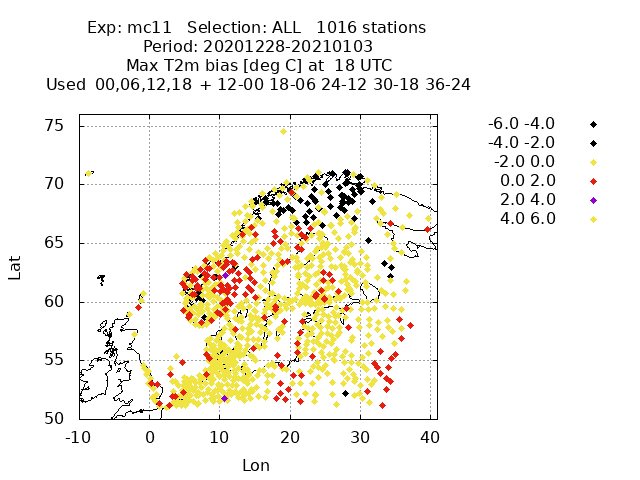 Exp: mc11 Selection: ALL 1016 stations
Period: 20201228-20210103
Max T2m bias [deg C] at 18 UTC
Used 00,06,12,18 + 12-00 18-06 24-12 30-18 36-24
-6.0 -4.0
-4.0 -2.0
-2.0 0.0
0.0 2.0
2.0 4.0
4.0 6.0
75
70
65
60
55
50
Lat
-10 0 10 20 30 40
Lon